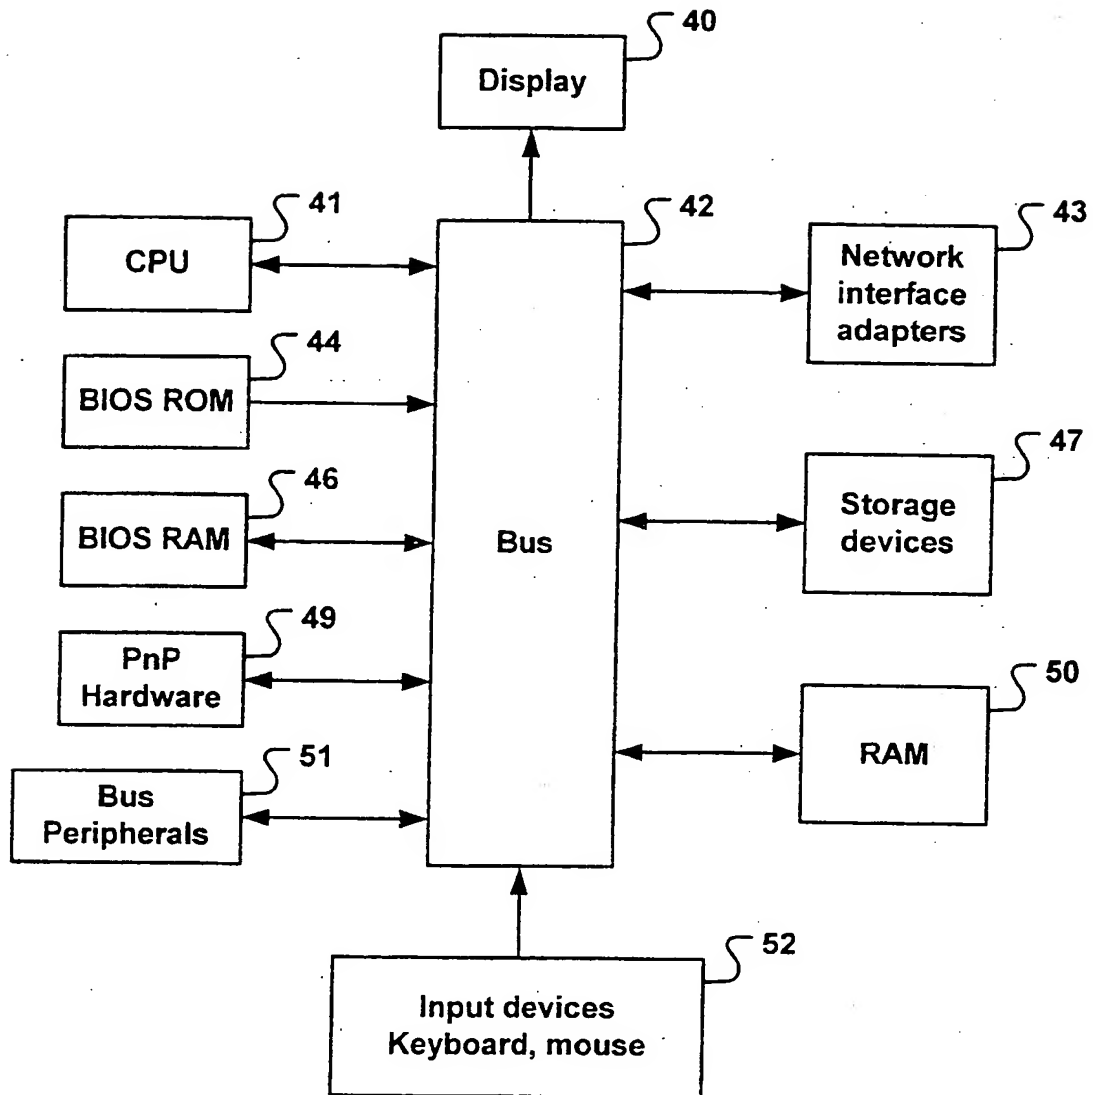 40
Display
41
CPU
42
43
Network
interface
adapters
44
BIOS ROM
46
BIOS RAM
Bus
47
Storage
devices
49
PnP
Hardware
50
RAM
51
Bus
Peripherals
52
Input devices
Keyboard, mouse